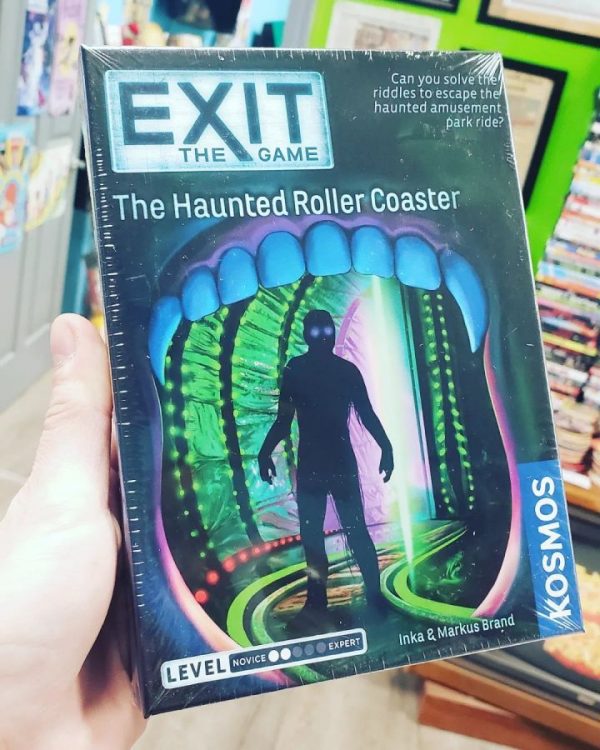 EXIT
THE GAME
Can you solve the
riddles to escape the
haunted amusement
park ride?
The Haunted Roller Coaster
KOSMOS
Inka & Markus Brand
LEVEL NOVICE EXPERT